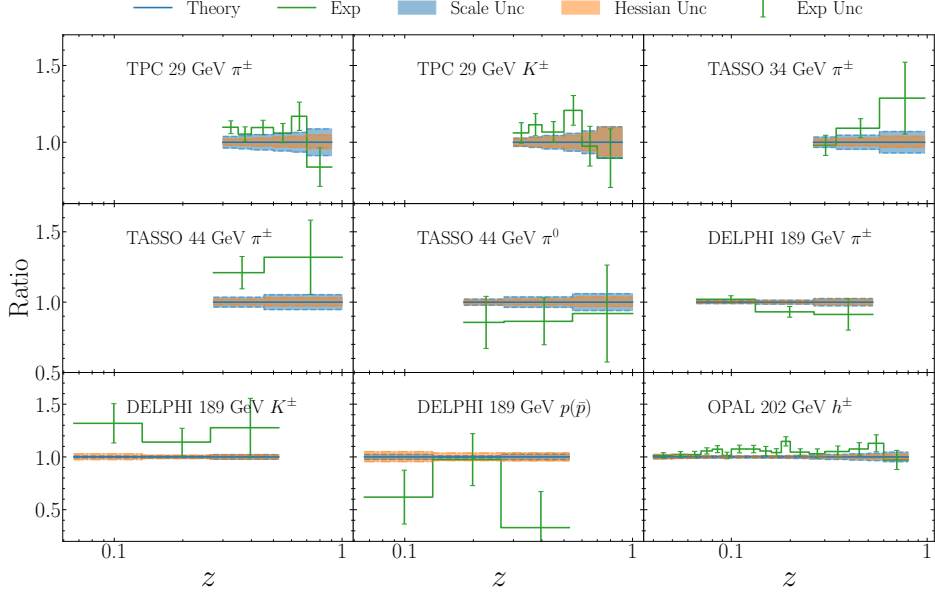 Theory Exp Scale Unc Hessian Unc Exp Unc
TPC 29 GeV π±
TPC 29 GeV K±
TASSO 34 GeV π±
1.5
1.0
TASSO 44 GeV π±
TASSO 44 GeV π⁰
DELPHI 189 GeV π±
Ratio
1.5
1.0
0.5
DELPHI 189 GeV K±
DELPHI 189 GeV p(p̄)
OPAL 202 GeV h±
1.5
1.0
0.5
0.1 1 0.1 1 0.1 1
z z z